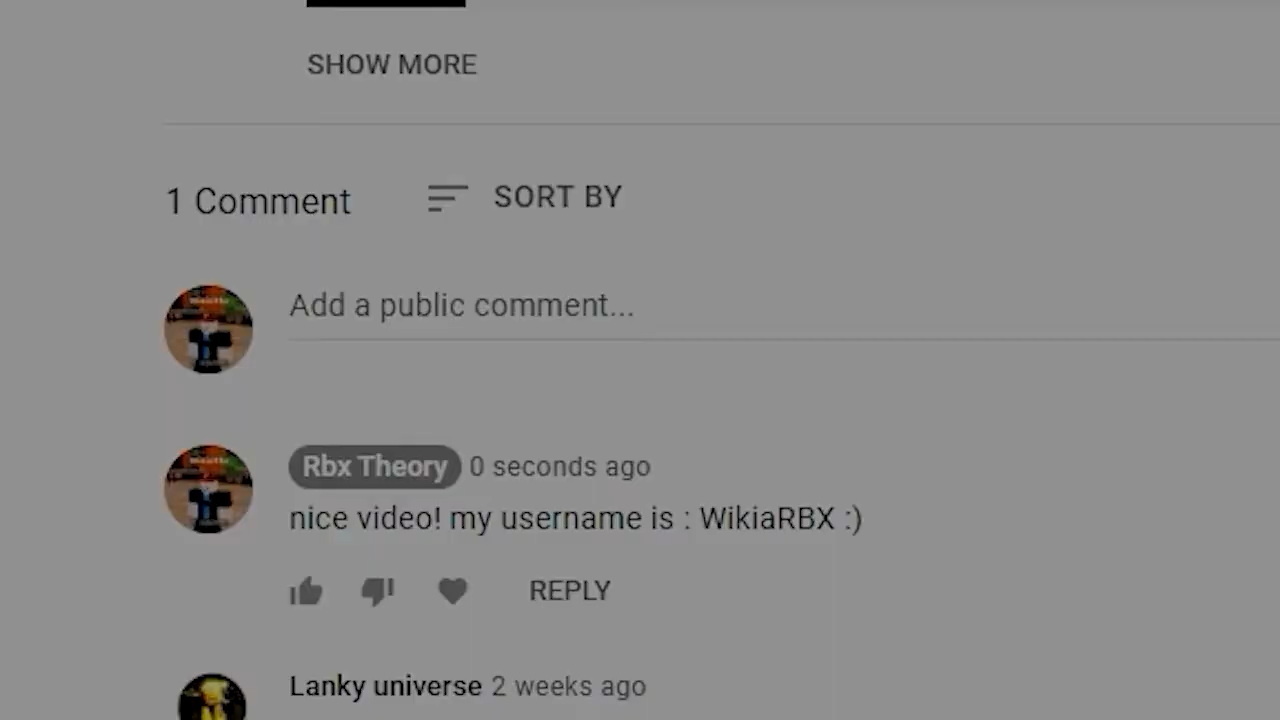 SHOW MORE
1 Comment
SORT BY
Add a public comment...
Rbx Theory 0 seconds ago
nice video! my username is : WikiaRBX :)
REPLY
Lanky universe 2 weeks ago